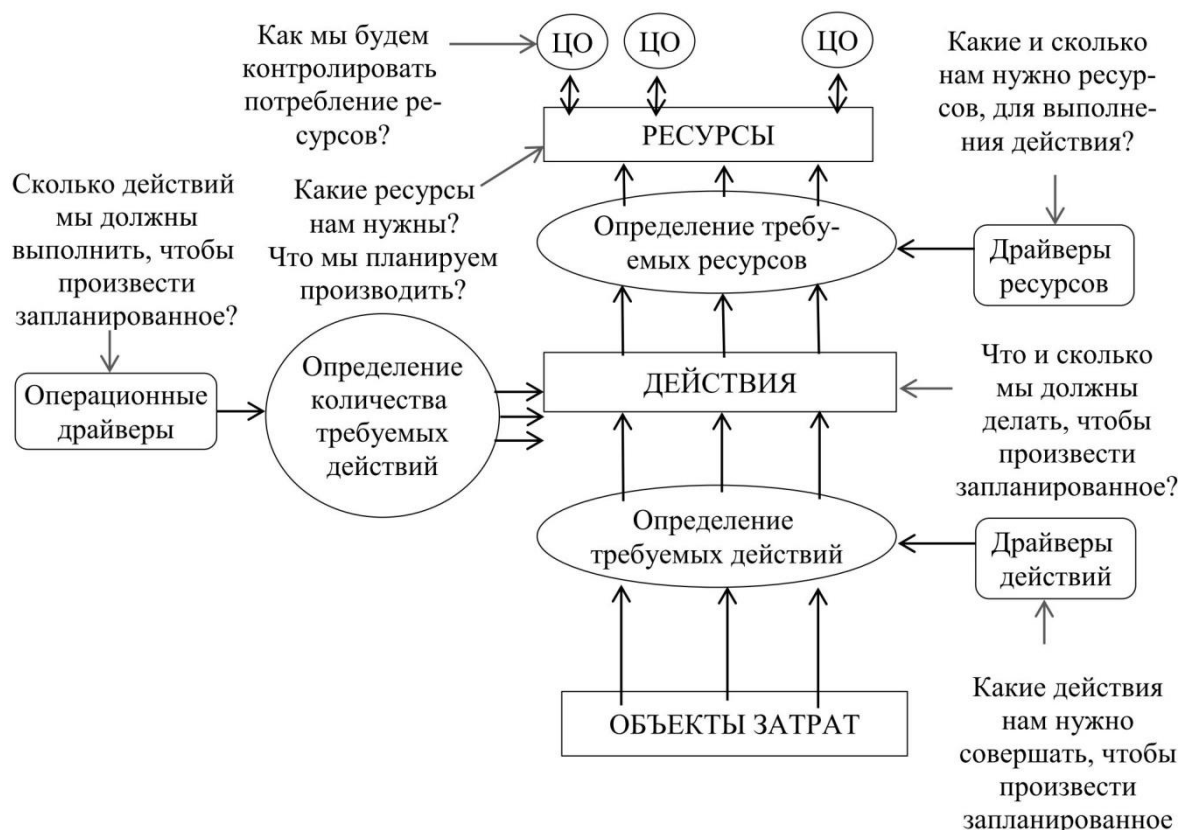 Как мы будем
контролировать
потребление ре-
сурсов?
ЦО
ЦО
ЦО
Какие и сколько
нам нужно ресур-
сов, для выполне-
ния действия?
РЕСУРСЫ
Сколько действий
мы должны
выполнить, чтобы
произвести
запланированное?
Какие ресурсы
нам нужны?
Что мы планируем
производить?
Определение требу-
емых ресурсов
Драйверы
ресурсов
Операционные
драйверы
Определение
количества
требуемых
действий
ДЕЙСТВИЯ
Что и сколько
мы должны
делать, чтобы
произвести
запланированное?
Определение
требуемых действий
Драйверы
действий
ОБЪЕКТЫ ЗАТРАТ
Какие действия
нам нужно
совершать, чтобы
произвести
запланированное